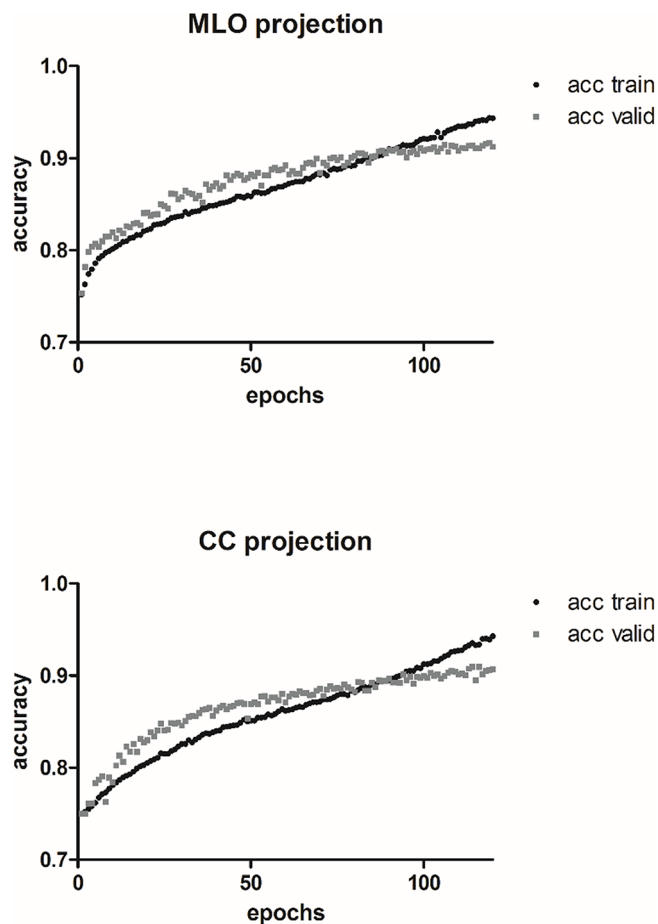 MLO projection
1.0
0.9
0.8
0.7
accuracy
0
50
100
epochs
acc train
acc valid
CC projection
1.0
0.9
0.8
0.7
accuracy
0
50
100
epochs
acc train
acc valid